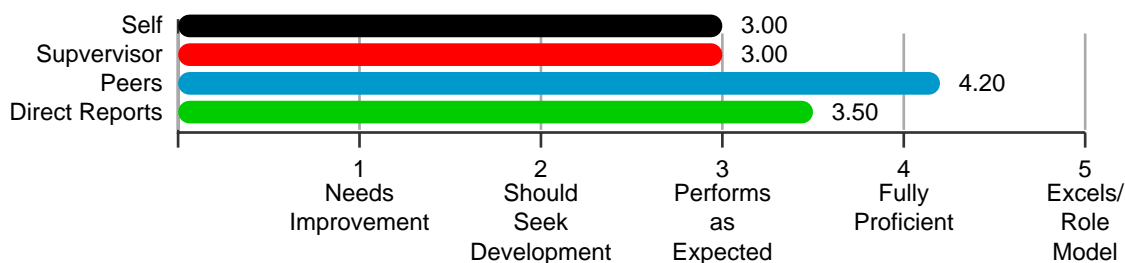 Self 3.00
Supvervisor 3.00
Peers 4.20
Direct Reports 3.50
1 2 3 4 5
Needs Should Performs Fully Excels/
Improvement Seek as Proficient Role
Development Expected Model